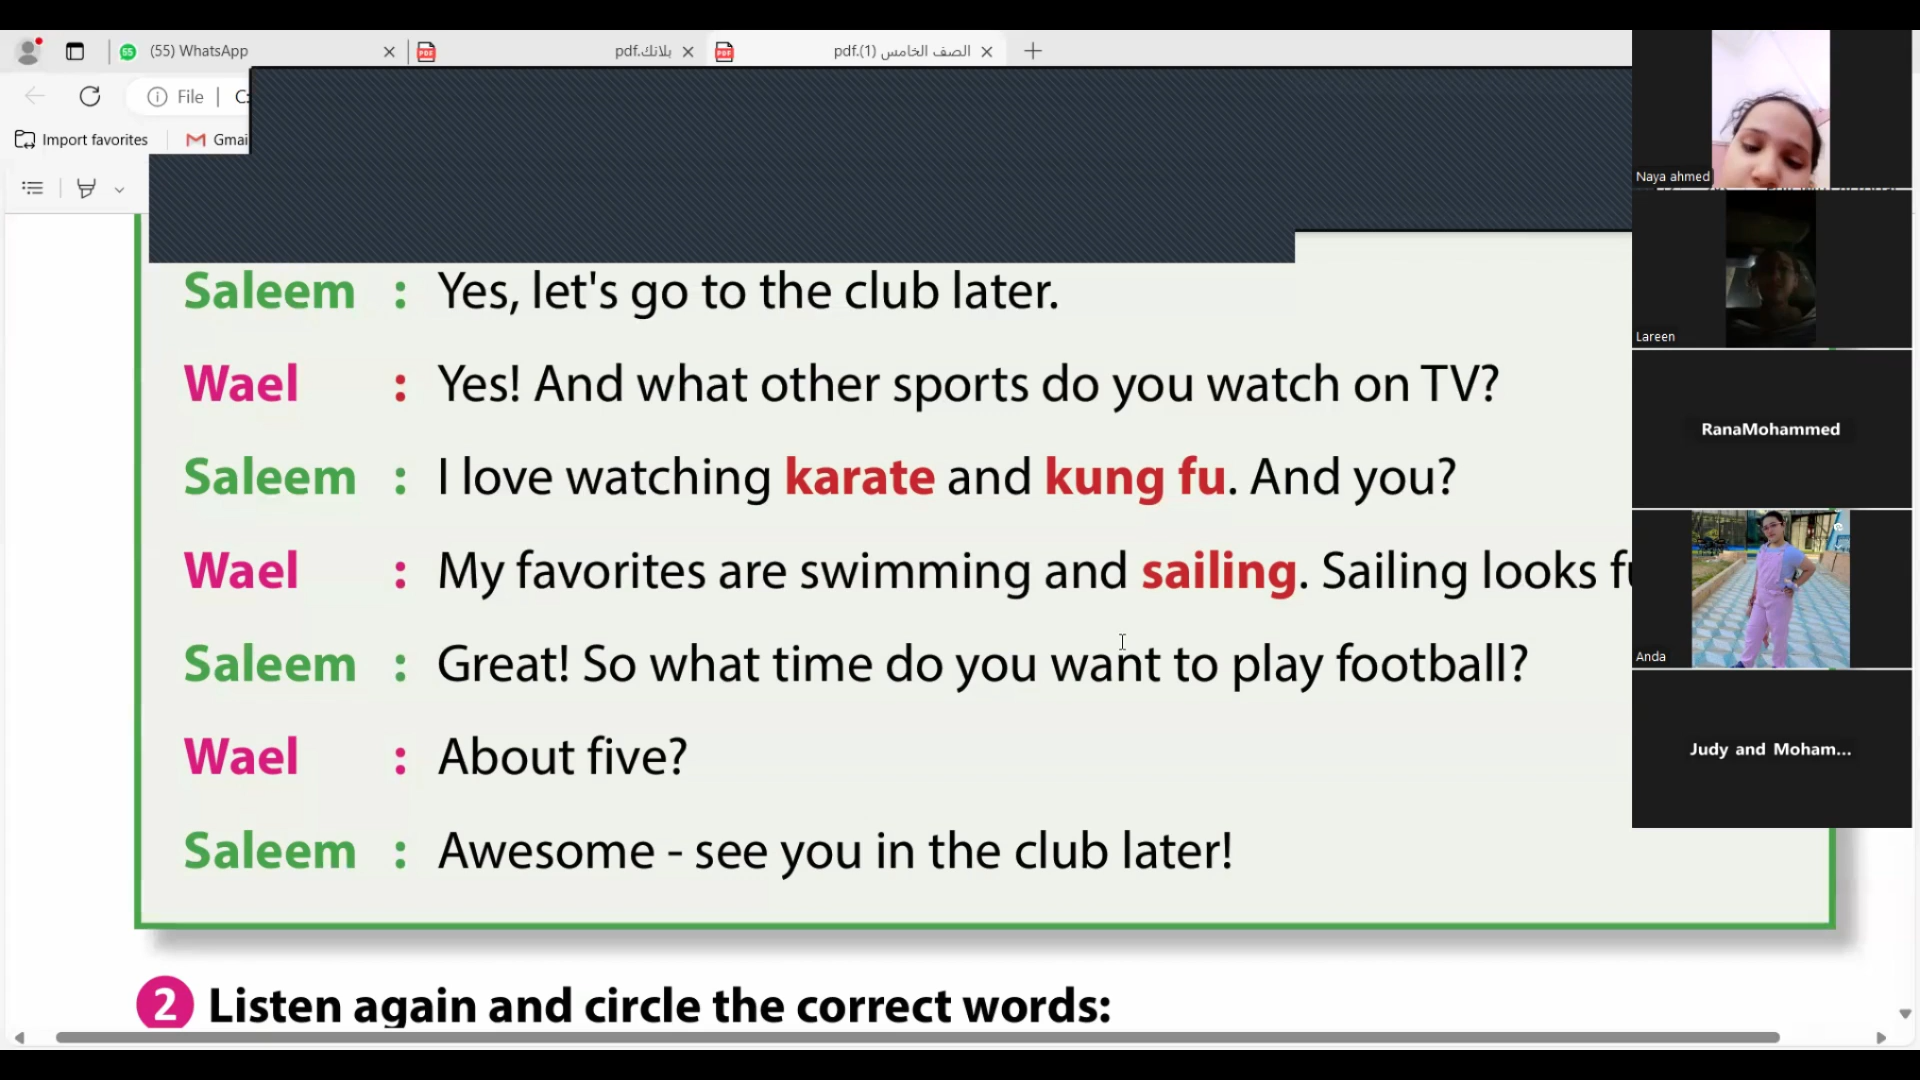 (55) WhatsApp
بلانك.pdf
الصف الخامس (1).pdf
File
C:
Import favorites
Gmai
Naya ahmed
Saleem : Yes, let's go to the club later.
Lareen
Wael : Yes! And what other sports do you watch on TV?
RanaMohammed
Saleem : I love watching karate and kung fu. And you?
Wael : My favorites are swimming and sailing. Sailing looks
Saleem : Great! So what time do you want to play football?
Anda
Wael : About five?
Judy and Moham...
Saleem : Awesome - see you in the club later!
2 Listen again and circle the correct words: